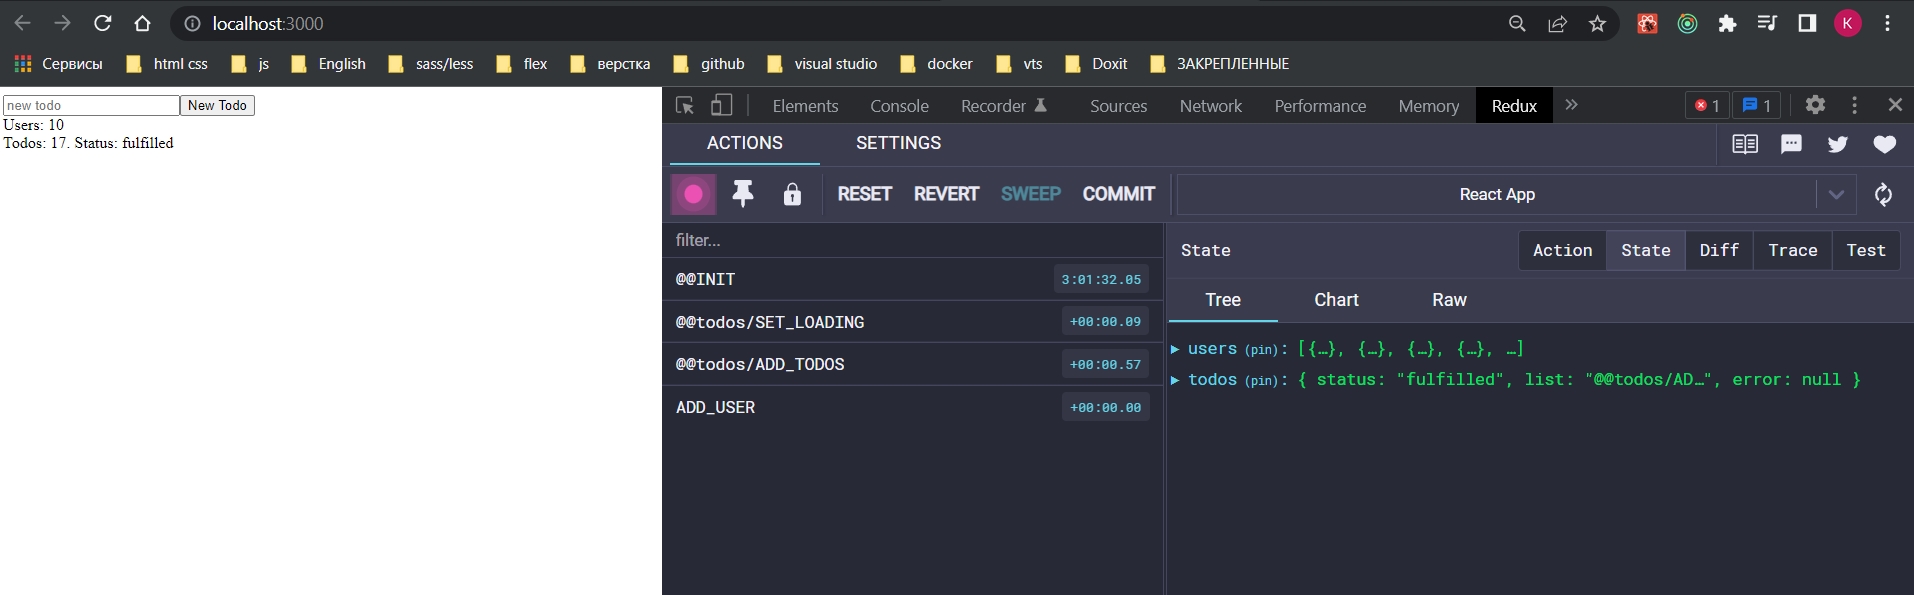 localhost:3000
K
Сервисы html css js English sass/less flex верстка github visual studio docker vts Doxit ЗАКРЕПЛЕННЫЕ
new todo New Todo
Users: 10
Todos: 17. Status: fulfilled
Elements Console Recorder Sources Network Performance Memory Redux » 1 1
ACTIONS SETTINGS
RESET REVERT SWEEP COMMIT React App
filter...
@@INIT 3:01:32.05
@@todos/SET_LOADING +00:00.09
@@todos/ADD_TODOS +00:00.57
ADD_USER +00:00.00
State Action State Diff Trace Test
Tree Chart Raw
users (pin): [{…}, {…}, {…}, {…}, …]
todos (pin): { status: "fulfilled", list: "@@todos/AD…", error: null }